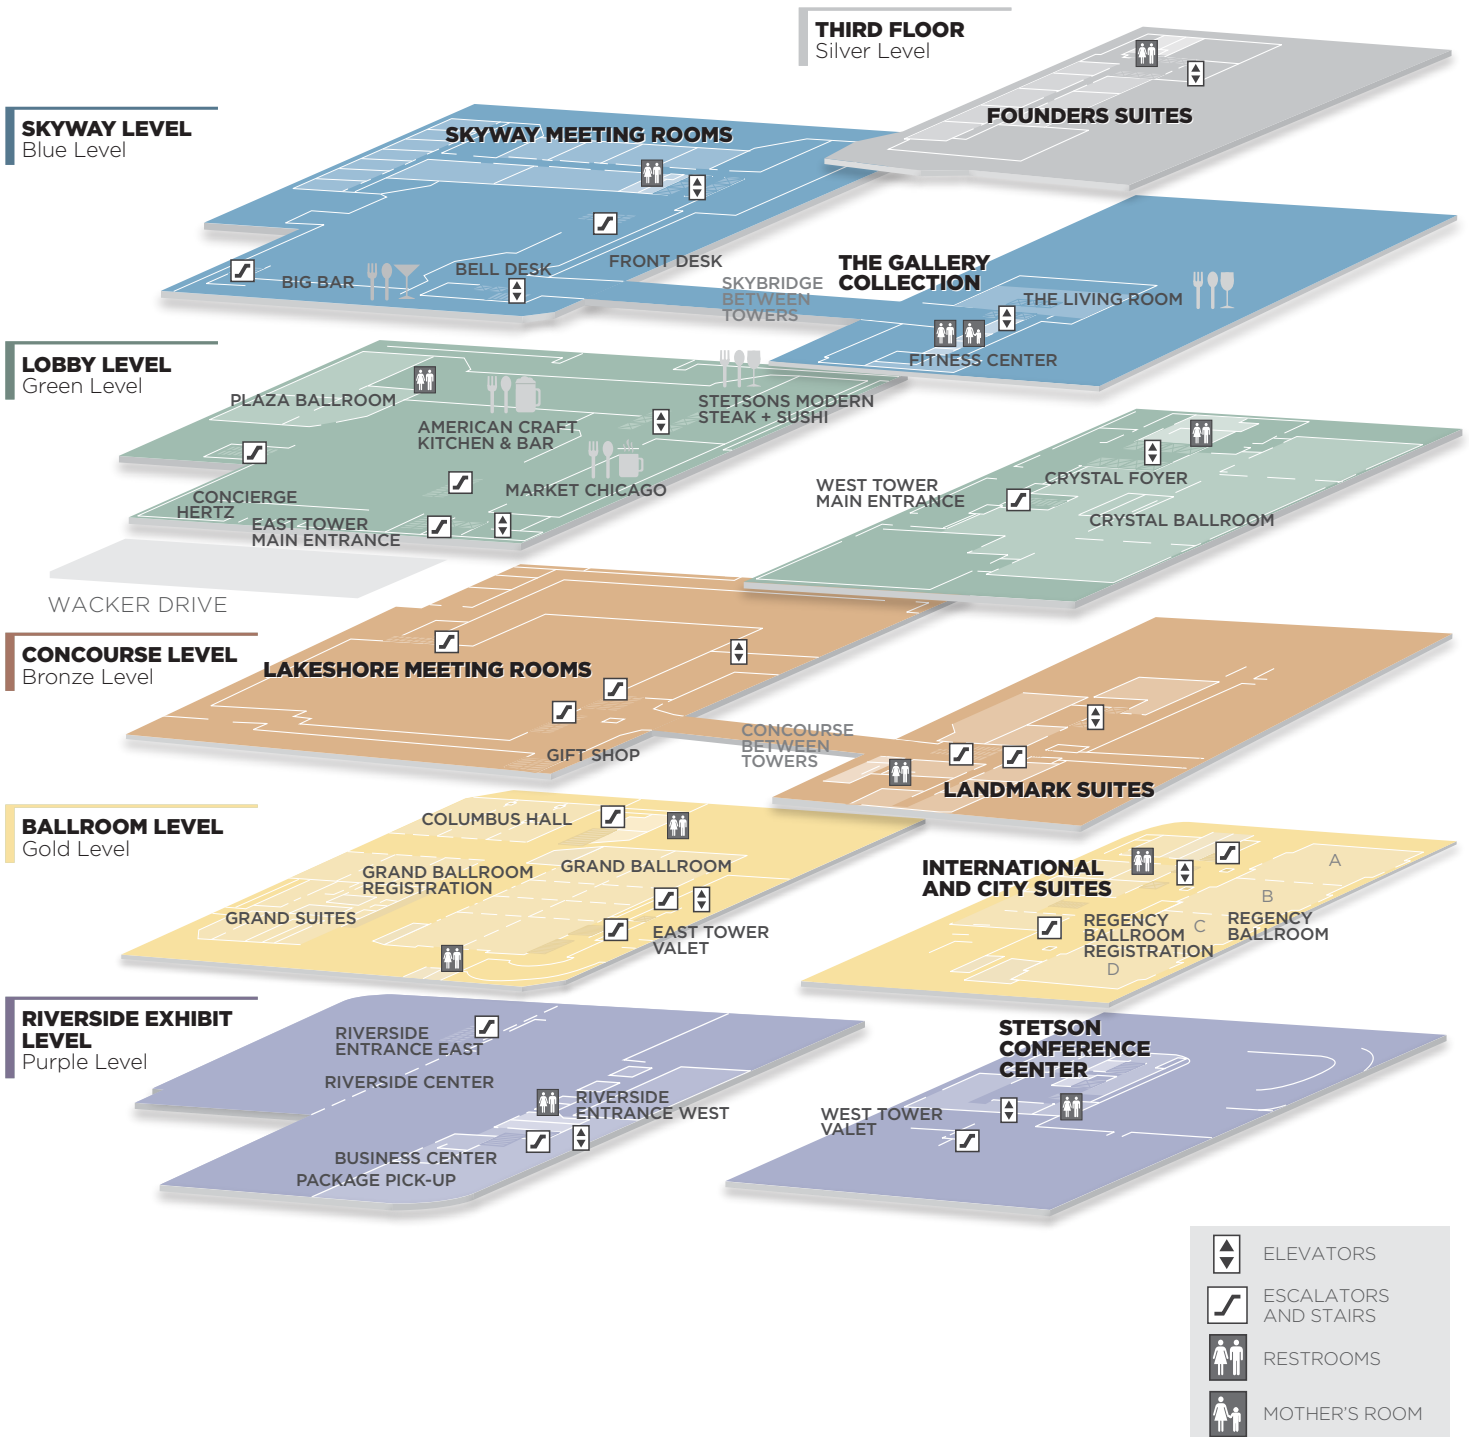 THIRD FLOOR
Silver Level
FOUNDERS SUITES
SKYWAY LEVEL
Blue Level
SKYWAY MEETING ROOMS
BIG BAR
BELL DESK
FRONT DESK
SKYBRIDGE
BETWEEN
TOWERS
THE GALLERY
COLLECTION
THE LIVING ROOM
FITNESS CENTER
LOBBY LEVEL
Green Level
PLAZA BALLROOM
AMERICAN CRAFT
KITCHEN & BAR
STETSONS MODERN
STEAK + SUSHI
MARKET CHICAGO
CONCIERGE
HERTZ
EAST TOWER
MAIN ENTRANCE
WEST TOWER
MAIN ENTRANCE
CRYSTAL FOYER
CRYSTAL BALLROOM
WACKER DRIVE
CONCOURSE LEVEL
Bronze Level
LAKESHORE MEETING ROOMS
GIFT SHOP
CONCOURSE
BETWEEN
TOWERS
LANDMARK SUITES
BALLROOM LEVEL
Gold Level
COLUMBUS HALL
GRAND BALLROOM
REGISTRATION
GRAND BALLROOM
GRAND SUITES
EAST TOWER
VALET
INTERNATIONAL
AND CITY SUITES
A
B
C
D
REGENCY
BALLROOM
REGISTRATION
REGENCY
BALLROOM
RIVERSIDE EXHIBIT
LEVEL
Purple Level
RIVERSIDE
ENTRANCE EAST
RIVERSIDE CENTER
RIVERSIDE
ENTRANCE WEST
BUSINESS CENTER
PACKAGE PICK-UP
STETSON
CONFERENCE
CENTER
WEST TOWER
VALET
ELEVATORS
ESCALATORS
AND STAIRS
RESTROOMS
MOTHER'S ROOM